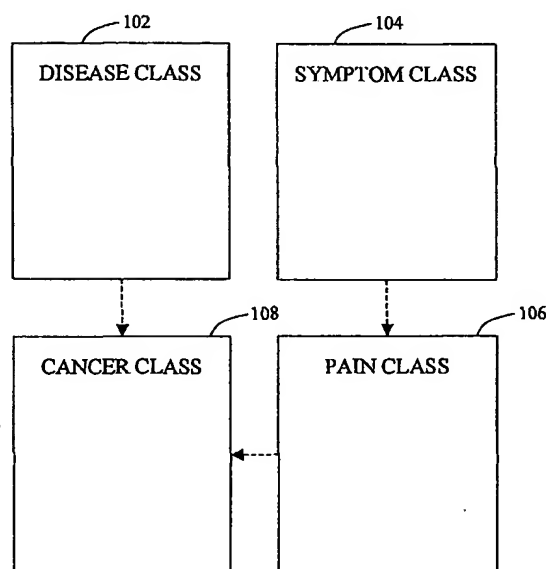 102
104
DISEASE CLASS
SYMPTOM CLASS
108
106
CANCER CLASS
PAIN CLASS